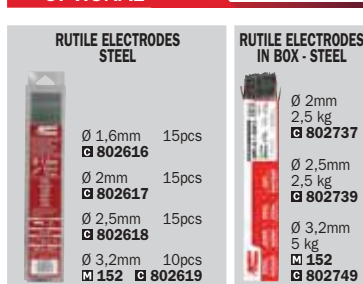 RUTILE ELECTRODES
STEEL
Ø 1,6mm 15pcs
C 802616
Ø 2mm 15pcs
C 802617
Ø 2,5mm 15pcs
C 802618
Ø 3,2mm 10pcs
M 152 C 802619
RUTILE ELECTRODES
IN BOX - STEEL
Ø 2mm
2,5 kg
C 802737
Ø 2,5mm
2,5 kg
C 802739
Ø 3,2mm
5 kg
M 152
C 802749